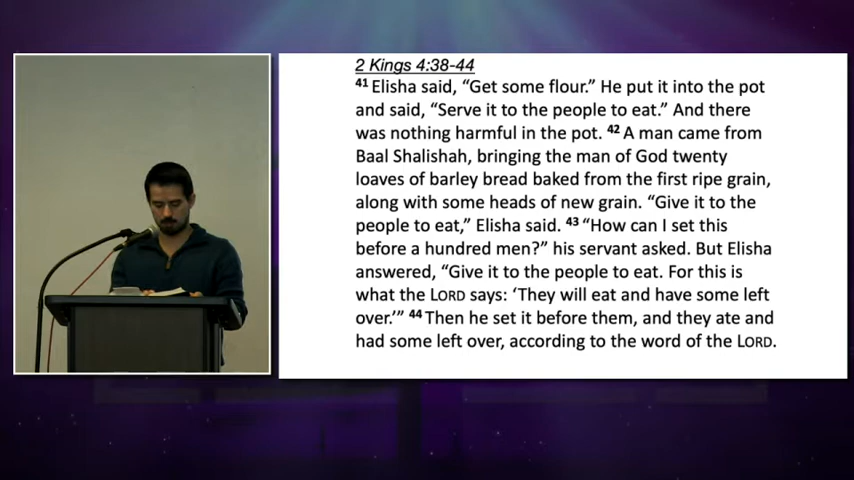 2 Kings 4:38-44
⁴¹ Elisha said, “Get some flour.” He put it into the pot
and said, “Serve it to the people to eat.” And there
was nothing harmful in the pot. ⁴² A man came from
Baal Shalishah, bringing the man of God twenty
loaves of barley bread baked from the first ripe grain,
along with some heads of new grain. “Give it to the
people to eat,” Elisha said. ⁴³ “How can I set this
before a hundred men?” his servant asked. But Elisha
answered, “Give it to the people to eat. For this is
what the LORD says: ‘They will eat and have some left
over.’” ⁴⁴ Then he set it before them, and they ate and
had some left over, according to the word of the LORD.